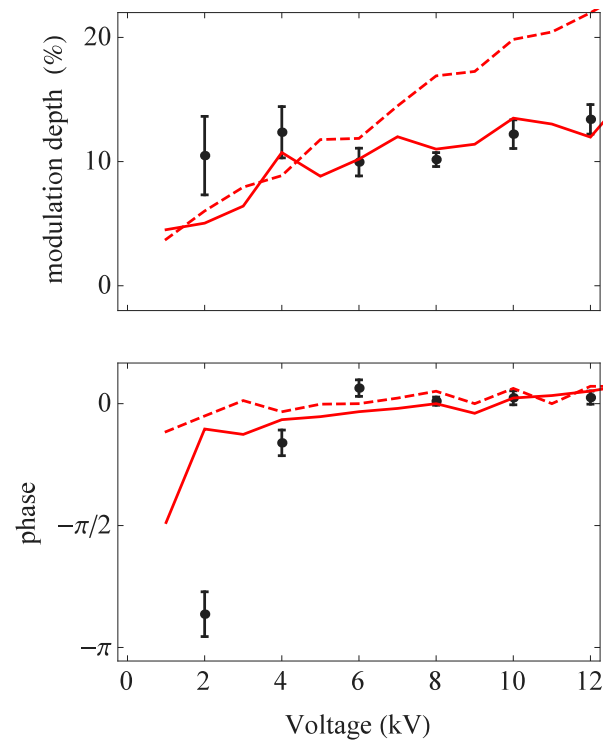 20
10
0
modulation depth (%)
0
−π/2
−π
phase
0 2 4 6 8 10 12
Voltage (kV)